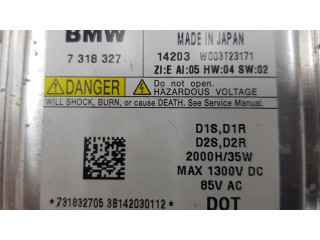 BMW
MADE IN JAPAN
7 318 327
14203 W003T23171
ZI:E AI:05 HW:04 SW:02
DANGER
Do not open.
HAZARDOUS VOLTAGE
WILL SHOCK, BURN, or cause DEATH. See Service Manual.
D1S,D1R
D2S,D2R
2000H/35W
MAX 1300V DC
85V AC
*731832705 3B142030112*
DOT